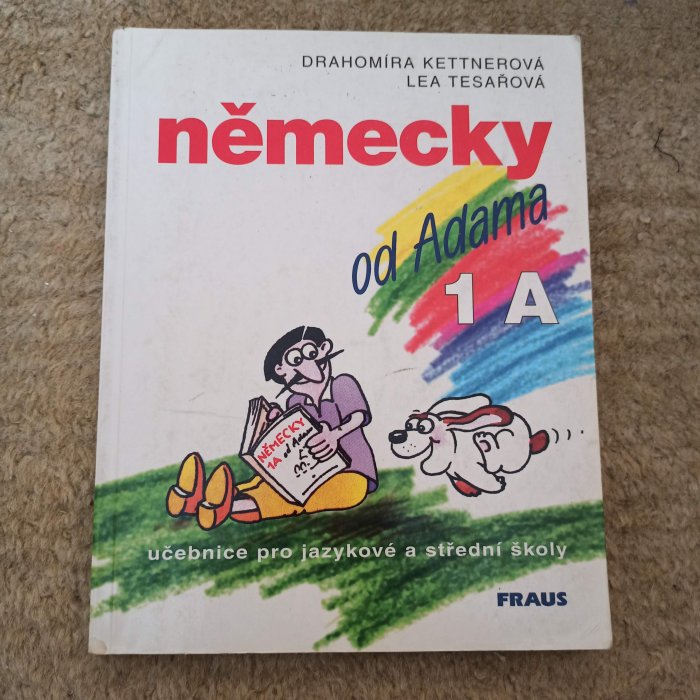 DRAHOMÍRA KETTNEROVÁ
LEA TESAŘOVÁ
německy
od Adama
1 A
NĚMECKY
1A od Adama
učebnice pro jazykové a střední školy
FRAUS